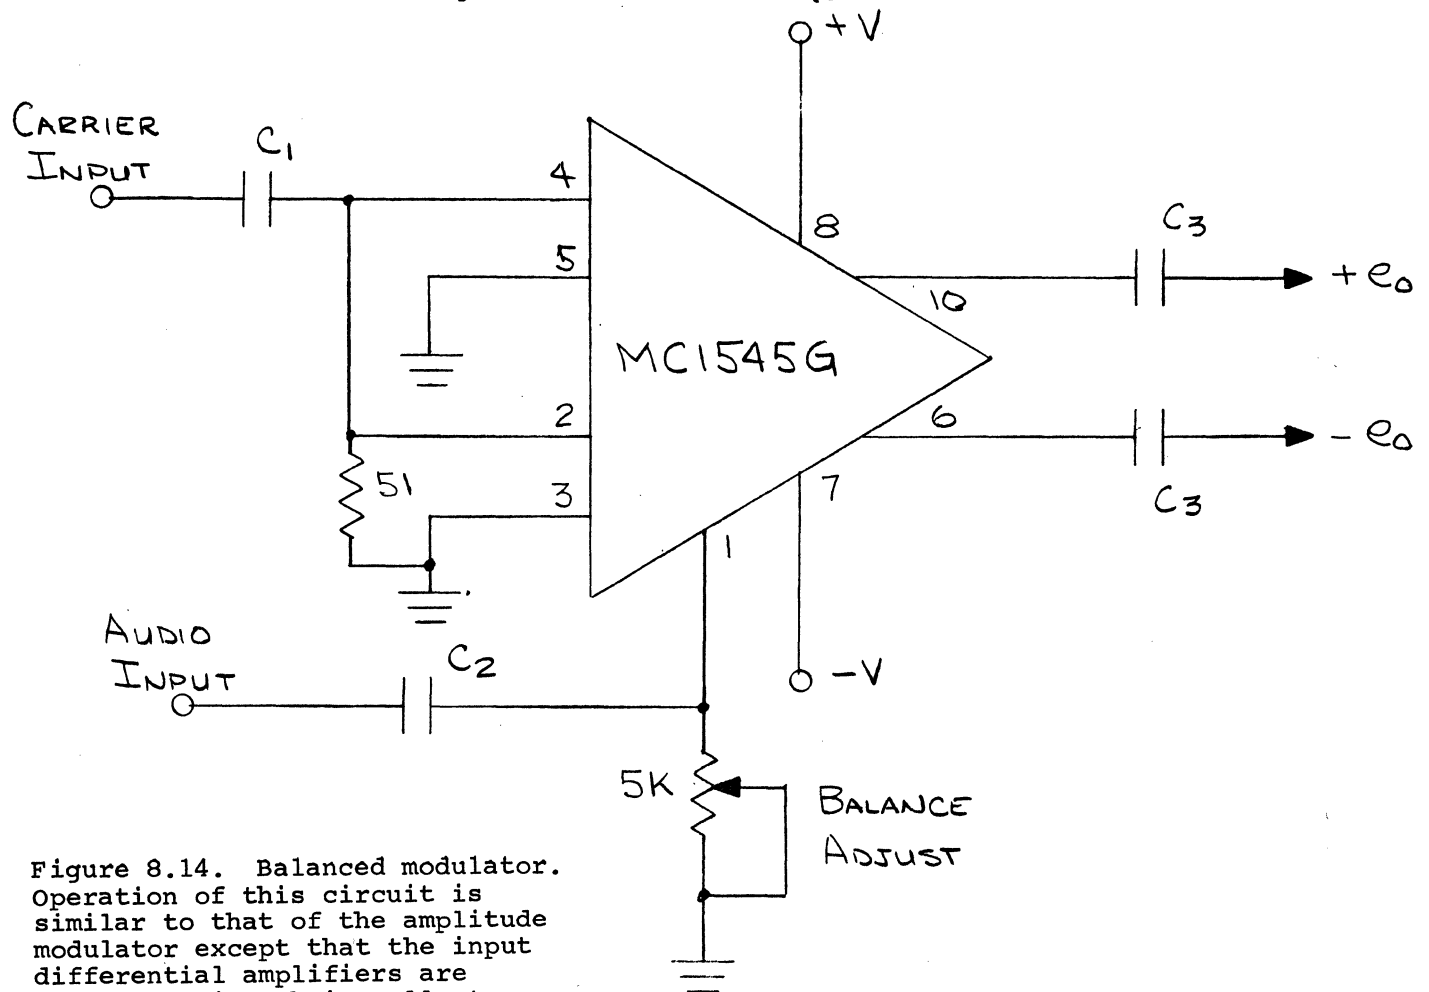 +V
CARRIER
INPUT
C1
4
8
C3
5
+ e0
10
MC1545G
2
6
- e0
51
3
7
C3
1
AUDIO
INPUT
C2
-V
5K
BALANCE
ADJUST
Figure 8.14. Balanced modulator.
Operation of this circuit is
similar to that of the amplitude
modulator except that the input
differential amplifiers are